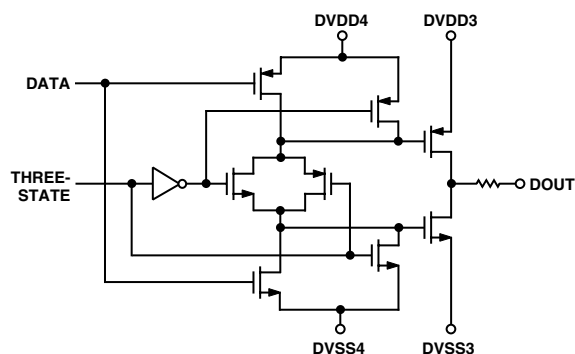 DVDD4
DVDD3
DATA
THREE-
STATE
DOUT
DVSS4
DVSS3